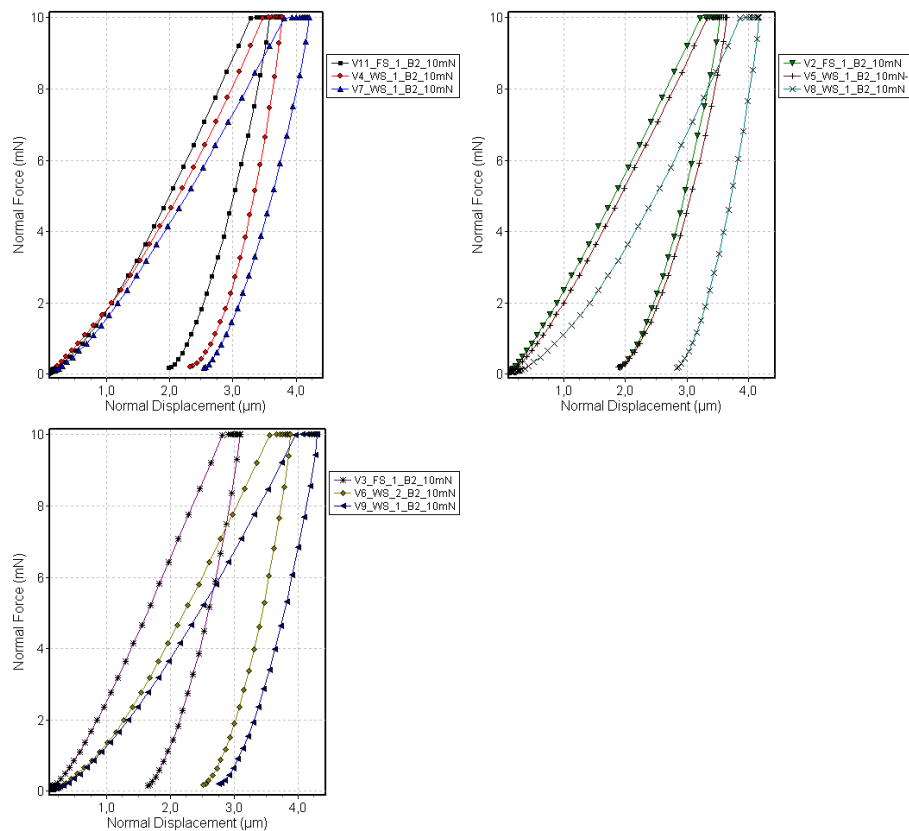 10
8
6
4
2
0
Normal Force (mN)
1,0
2,0
3,0
4,0
Normal Displacement (µm)
V11_FS_1_B2_10mN
V4_WS_1_B2_10mN
V7_WS_1_B2_10mN
10
8
6
4
2
0
Normal Force (mN)
1,0
2,0
3,0
4,0
Normal Displacement (µm)
V2_FS_1_B2_10mN
V5_WS_1_B2_10mN-
V8_WS_1_B2_10mN
10
8
6
4
2
0
Normal Force (mN)
1,0
2,0
3,0
4,0
Normal Displacement (µm)
V3_FS_1_B2_10mN
V6_WS_2_B2_10mN
V9_WS_1_B2_10mN